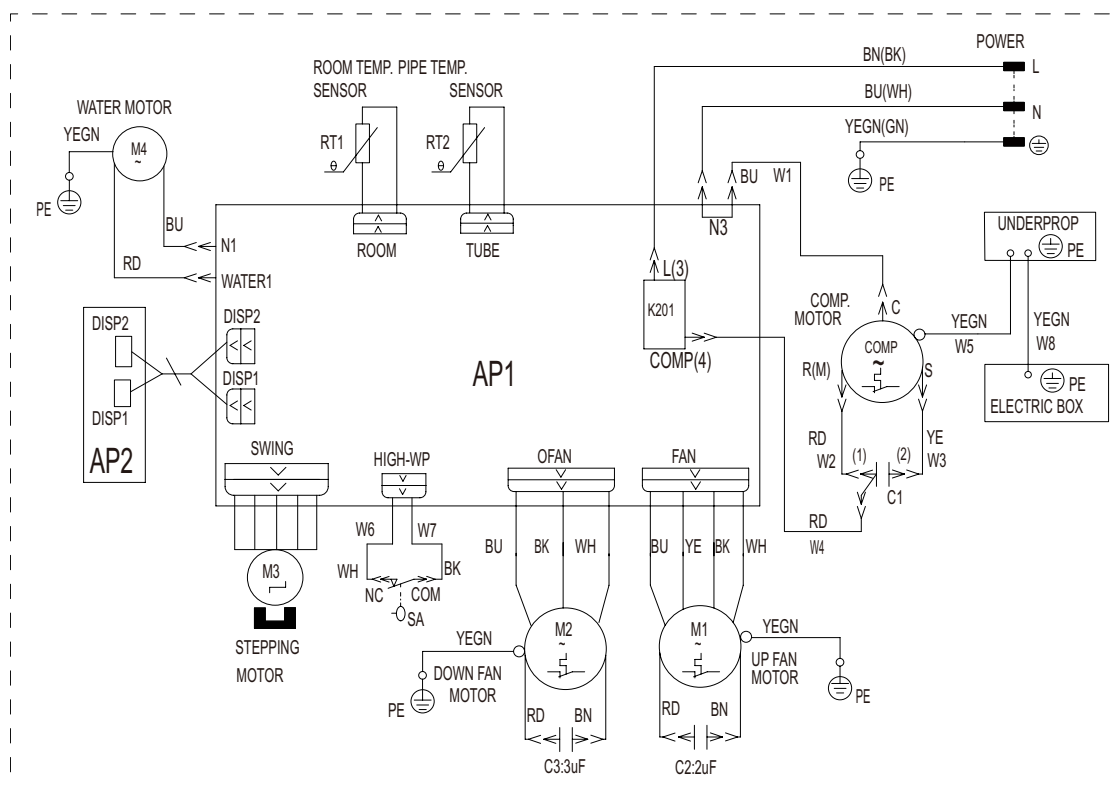 POWER
BN(BK)
L
BU(WH)
N
YEGN(GN)
PE
ROOM TEMP. PIPE TEMP.
SENSOR
SENSOR
RT1
θ
RT2
θ
WATER MOTOR
YEGN
M4
~
PE
BU
RD
N1
WATER1
ROOM
TUBE
BU
W1
N3
L(3)
K201
COMP(4)
UNDERPROP
PE
COMP.
MOTOR
C
COMP
~
R(M)
S
YEGN
W5
YEGN
W8
PE
ELECTRIC BOX
DISP2
DISP1
AP2
DISP2
DISP1
AP1
RD
W2
(1)
(2)
YE
W3
C1
RD
W4
SWING
HIGH-WP
OFAN
FAN
W6
W7
WH
BK
NC
COM
SA
M3
STEPPING
MOTOR
BU
BK
WH
BU
YE
BK
WH
M2
~
M1
~
YEGN
PE
DOWN FAN
MOTOR
YEGN
PE
UP FAN
MOTOR
RD
BN
C3:3uF
RD
BN
C2:2uF